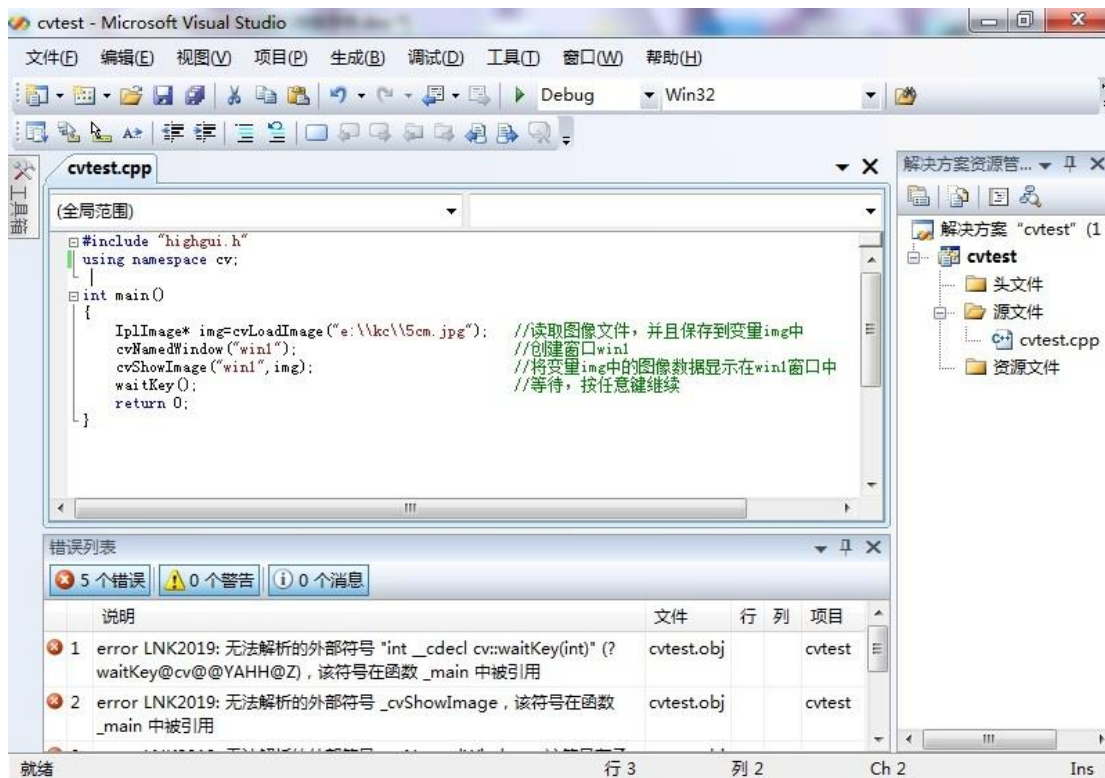 cvtest - Microsoft Visual Studio
文件(F) 编辑(E) 视图(V) 项目(P) 生成(B) 调试(D) 工具(T) 窗口(W) 帮助(H)
Debug Win32
工具箱
cvtest.cpp
(全局范围)
#include "highgui.h"
using namespace cv;
int main()
{
IplImage* img=cvLoadImage("e:\\kc\\5cm.jpg"); //读取图像文件，并且保存到变量img中
cvNamedWindow("win1"); //创建窗口win1
cvShowImage("win1",img); //将变量img中的图像数据显示在win1窗口中
waitKey(); //等待，按任意键继续
return 0;
}
解决方案资源管...
解决方案 "cvtest" (1
cvtest
头文件
源文件
cvtest.cpp
资源文件
错误列表
5 个错误 0 个警告 0 个消息
说明 文件 行 列 项目
1 error LNK2019: 无法解析的外部符号 "int __cdecl cv::waitKey(int)" (?
waitKey@cv@@YAHH@Z)，该符号在函数 _main 中被引用 cvtest.obj cvtest
2 error LNK2019: 无法解析的外部符号 _cvShowImage，该符号在函数
_main 中被引用 cvtest.obj cvtest
就绪 行 3 列 2 Ch 2 Ins